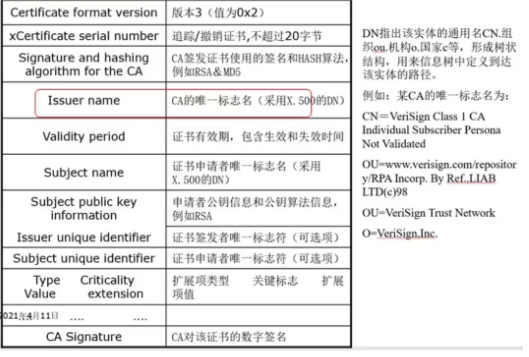 Certificate format version 版本3（值为0x2）
xCertificate serial number 追踪/撤销证书,不超过20字节
Signature and hashing CA签发证书使用的签名和HASH算法,
algorithm for the CA 例如RSA＆MD5
Issuer name CA的唯一标志名（采用X.500的DN）
Validity period 证书有效期，包含生效和失效时间
Subject name 证书申请者唯一标志名（采用
X.500的DN）
Subject public key 申请者公钥信息和公钥算法信息,
information 例如RSA
Issuer unique identifier 证书签发者唯一标志符（可选项）
Subject unique identifier 证书申请者唯一标志符（可选项）
Type Criticality 扩展项类型 关键标志 扩展
Value extension 项值
2021年4月11日 .... ....
CA Signature CA对该证书的数字签名
DN指出该实体的通用名CN.组
织ou.机构o.国家c等，形成树状
结构，用来信息树中定义到达
该实体的路径。
例如：某CA的唯一标志名为：
CN＝VeriSign Class 1 CA
Individual Subscriber Persona
Not Validated
OU=www.verisign.com/repositor
y/RPA Incorp. By Ref.,LIAB
LTD(c)98
OU=VeriSign Trust Network
O=VeriSign,Inc.